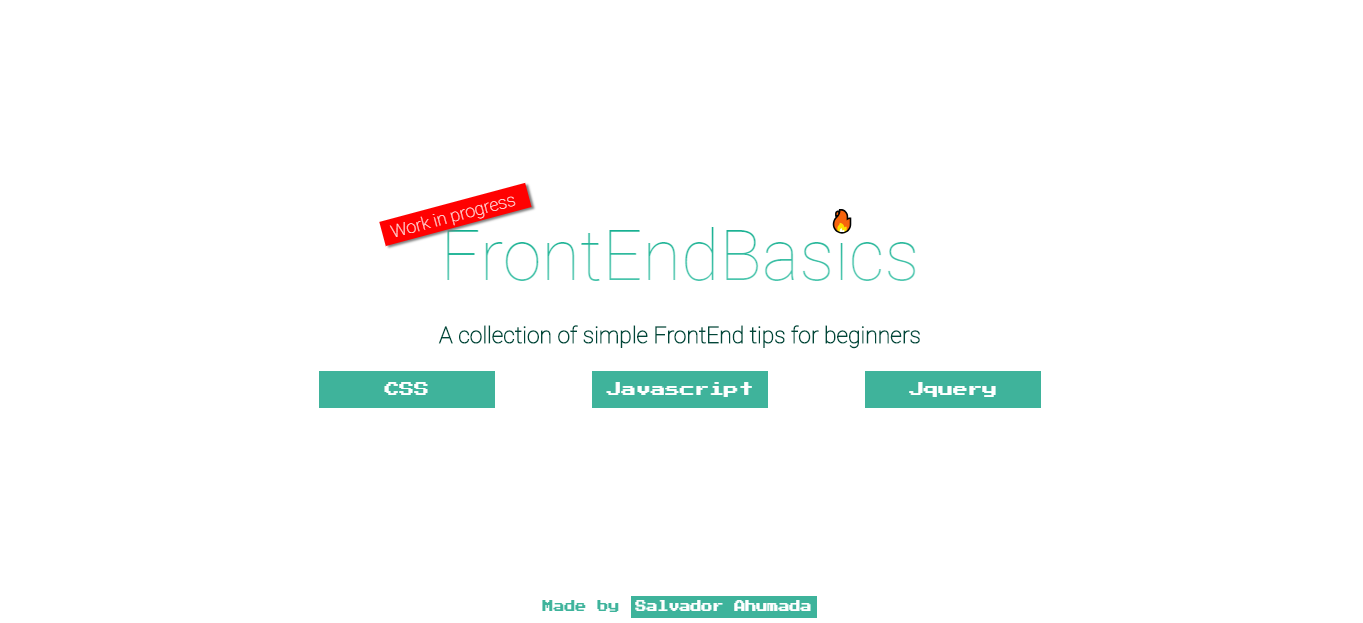 Work in progress
FrontEndBasics
A collection of simple FrontEnd tips for beginners
CSS
Javascript
Jquery
Made by Salvador Ahumada